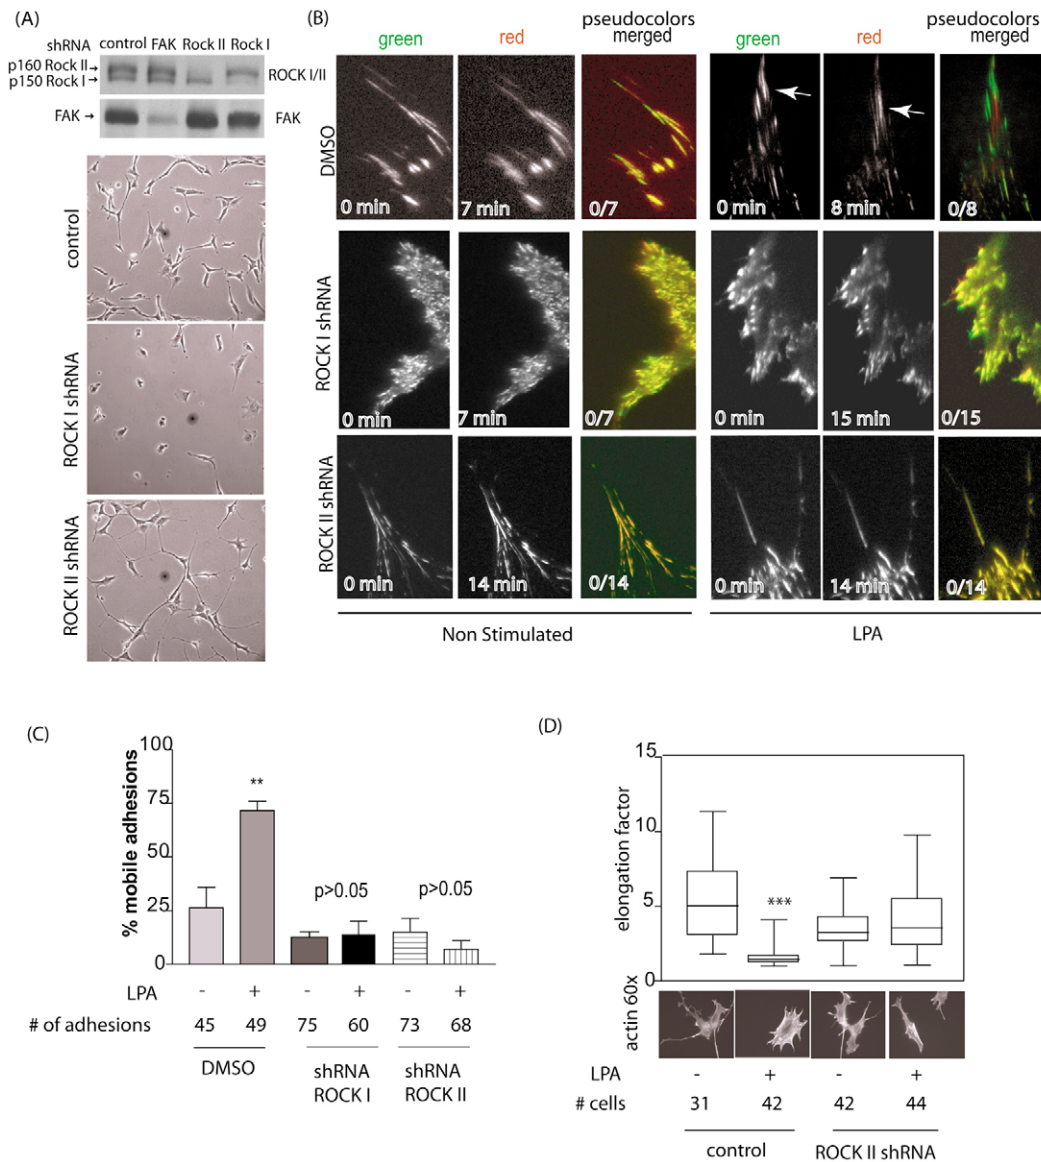 (A)
shRNA control FAK Rock II Rock I
p160 Rock II→
p150 Rock I→
ROCK I/II
FAK →
FAK
control
ROCK I shRNA
ROCK II shRNA
(B)
green red pseudocolors merged green red pseudocolors merged
DMSO
0 min 7 min 0/7 0 min 8 min 0/8
ROCK I shRNA
0 min 7 min 0/7 0 min 15 min 0/15
ROCK II shRNA
0 min 14 min 0/14 0 min 14 min 0/14
Non Stimulated LPA
(C)
% mobile adhesions
100
75
50
25
0
**
p>0.05 p>0.05
LPA - + - + - +
# of adhesions 45 49 75 60 73 68
DMSO shRNA ROCK I shRNA ROCK II
(D)
elongation factor
15
10
5
0
***
actin 60x
LPA - + - +
# cells 31 42 42 44
control ROCK II shRNA